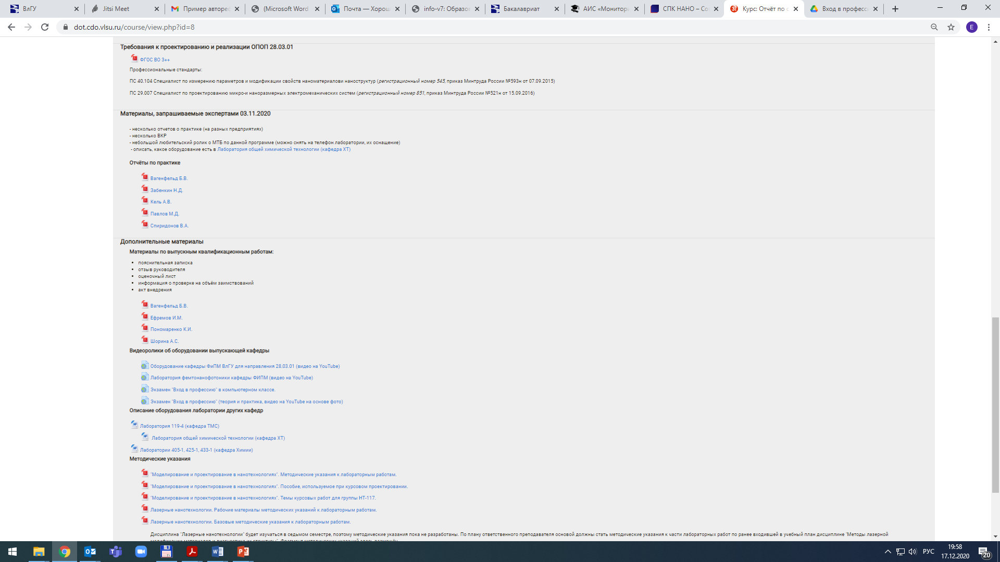 ВлГУ
Jitsi Meet
Пример авторес
(Microsoft Word
Почта — Хорош
info-v7: Образов
Бакалавриат
АИС «Монитори
СПК НАНО – Со
Курс: Отчёт по с
Вход в професс
dot.cdo.vlsu.ru/course/view.php?id=8
E
Требования к проектированию и реализации ОПОП 28.03.01
ФГОС ВО 3++
Профессиональные стандарты:
ПС 40.104 Специалист по измерению параметров и модификации свойств наноматериалови наноструктур (регистрационный номер 545, приказ Минтруда России №593н от 07.09.2015)
ПС 29.007 Специалист по проектированию микро-и наноразмерных электромеханических систем (регистрационный номер 851, приказ Минтруда России №521н от 15.09.2016)
Материалы, запрашиваемые экспертами 03.11.2020
- несколько отчетов о практике (на разных предприятиях)
- несколько ВКР
- небольшой любительский ролик о МТБ по данной программе (можно снять на телефон лаборатории, их оснащение)
- описать, какое оборудование есть в Лаборатория общей химической технологии (кафедра ХТ)
Отчёты по практике
Вагенфельд Б.В.
Забенкин Н.Д.
Кель А.В.
Павлов М.Д.
Спиридонов В.А.
Дополнительные материалы
Материалы по выпускным квалификационным работам:
• пояснительная записка
• отзыв руководителя
• оценочный лист
• информация о проверке на объём заимствований
• акт внедрения
Вагенфельд Б.В.
Ефремов И.М.
Пономаренко К.И.
Шорина А.С.
Видеоролики об оборудовании выпускающей кафедры
Оборудование кафедры ФиПМ ВлГУ для направления 28.03.01 (видео на YouTube)
Лаборатория фемтонанофотоники кафедры ФИПМ (видео на YouTube)
Экзамен "Вход в профессию" в компьютерном классе.
Экзамен "Вход в профессию" (теория и практика, видео на YouTube на основе фото)
Описание оборудования лаборатории других кафедр
Лаборатория 119-4 (кафедра ТМС)
Лаборатория общей химической технологии (кафедра ХТ)
Лаборатории 405-1, 425-1, 433-1 (кафедра Химии)
Методические указания
"Моделирование и проектирование в нанотехнологиях". Методические указания к лабораторным работам.
"Моделирование и проектирование в нанотехнологиях". Пособие, используемое при курсовом проектировании.
"Моделирование и проектирование в нанотехнологиях". Темы курсовых работ для группы НТ-117.
Лазерные нанотехнологии. Рабочие материалы методических указаний к лабораторным работам.
Лазерные нанотехнологии. Базовые методические указания к лабораторным работам.
Дисциплина "Лазерные нанотехнологии" будет изучаться в седьмом семестре, поэтому методические указания пока не разработаны. По плану ответственного преподавателя основой должны стать методические указания к части лабораторных работ по ранее входившей в учебный план дисциплине "Методы лазерной
модификации материалов и диагностика их структуры". Фрагмент методических указаний здесь размещён.
РУС
19:58
17.12.2020
20